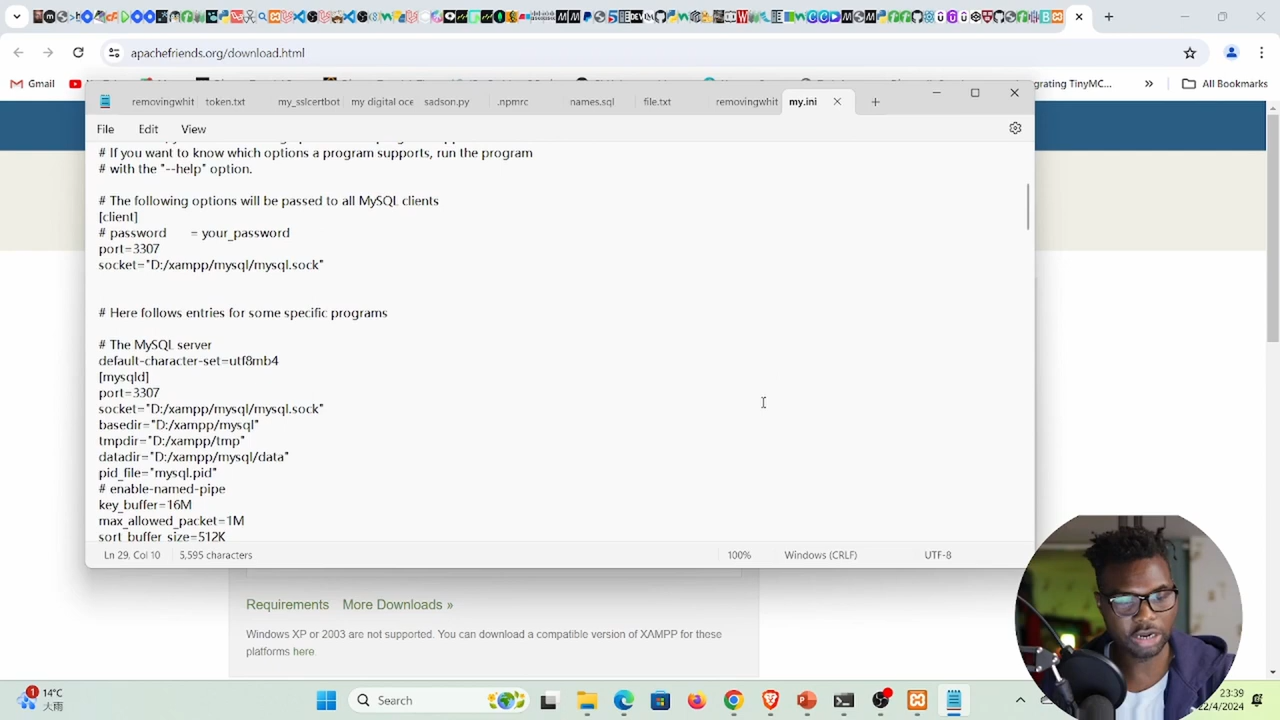 apachefriends.org/download.html
Gmail
grating TinyMC...
»
All Bookmarks
removingwhit
token.txt
my_sslcertbot
my digital oce
sadson.py
.npmrc
names.sql
file.txt
removingwhit
my.ini
File
Edit
View
# If you want to know which options a program supports, run the program
# with the "--help" option.
# The following options will be passed to all MySQL clients
[client]
# password = your_password
port=3307
socket="D:/xampp/mysql/mysql.sock"
# Here follows entries for some specific programs
# The MySQL server
default-character-set=utf8mb4
[mysqld]
port=3307
socket="D:/xampp/mysql/mysql.sock"
basedir="D:/xampp/mysql"
tmpdir="D:/xampp/tmp"
datadir="D:/xampp/mysql/data"
pid_file="mysql.pid"
# enable-named-pipe
key_buffer=16M
max_allowed_packet=1M
sort_buffer_size=512K
Ln 29, Col 10
5,595 characters
100%
Windows (CRLF)
UTF-8
Requirements More Downloads »
Windows XP or 2003 are not supported. You can download a compatible version of XAMPP for these
platforms here.
1
14°C
大雨
Search
23:39
22/4/2024